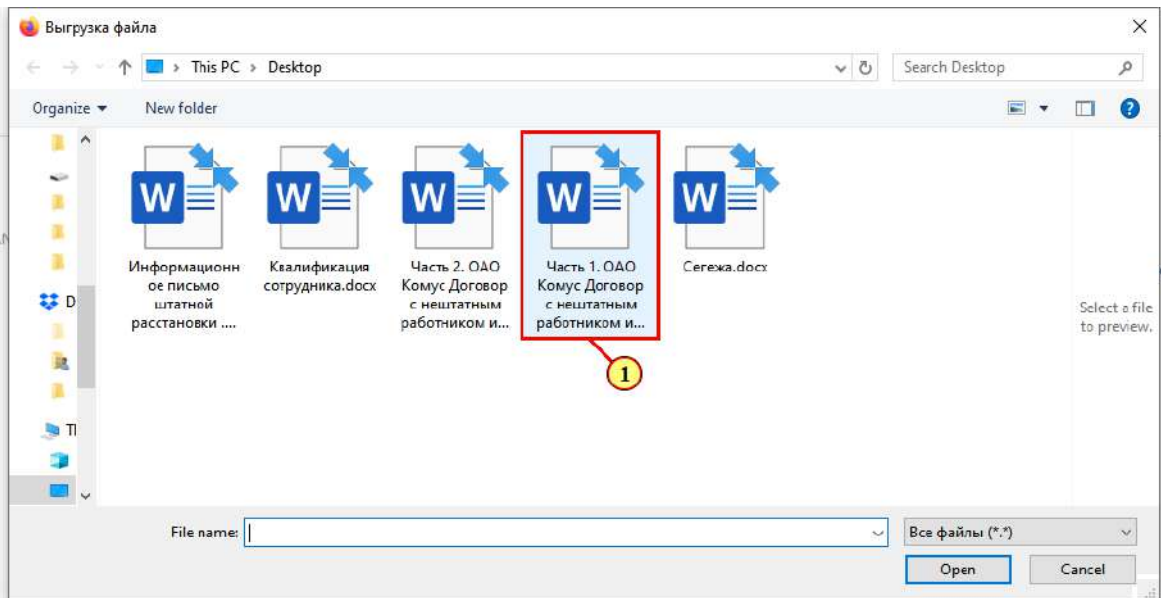 Выгрузка файла
This PC > Desktop
Search Desktop
Organize
New folder
Информационн
ое письмо
штатной
расстановки ....
Квалификация
сотрудника.docx
Часть 2. ОАО
Комус Договор
с нештатным
работником и...
Часть 1. ОАО
Комус Договор
с нештатным
работником и...
Сегежа.docx
D
Select a file
to preview.
1
File name:
Все файлы (*.*)
Open
Cancel